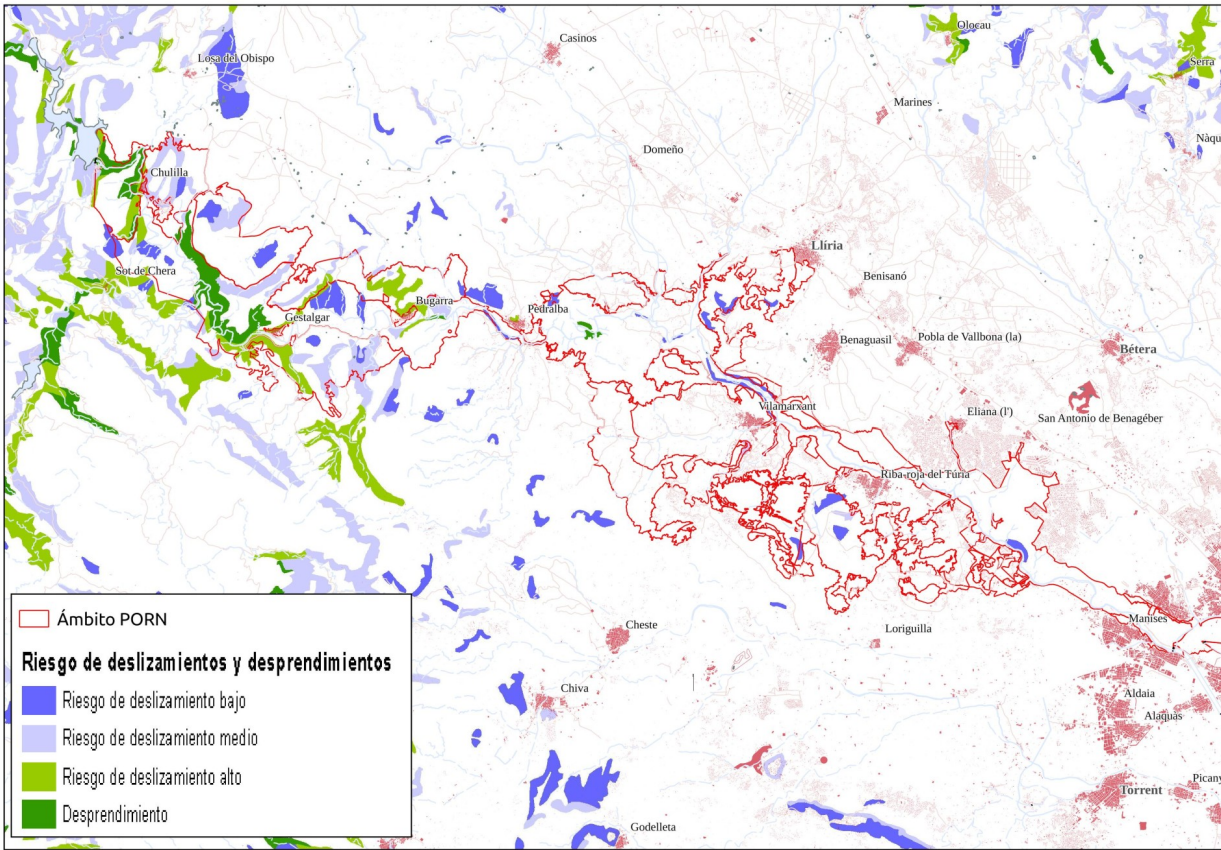 Olocau
Casinos
Losa del Obispo
Serra
Marines
Nàqu
Domeño
Chulilla
Llíria
Sot de Chera
Benisanó
Bugarra
Pedralba
Gestalgar
Benaguasil
Pobla de Vallbona (la)
Bétera
Vilamarxant
Eliana (l')
San Antonio de Benagéber
Riba-roja del Túria
Ámbito PORN
Riesgo de deslizamientos y desprendimientos
Riesgo de deslizamiento bajo
Riesgo de deslizamiento medio
Riesgo de deslizamiento alto
Desprendimiento
Cheste
Loriguilla
Manises
Chiva
Aldaia
Alaquas
Torrent
Picany
Godelleta